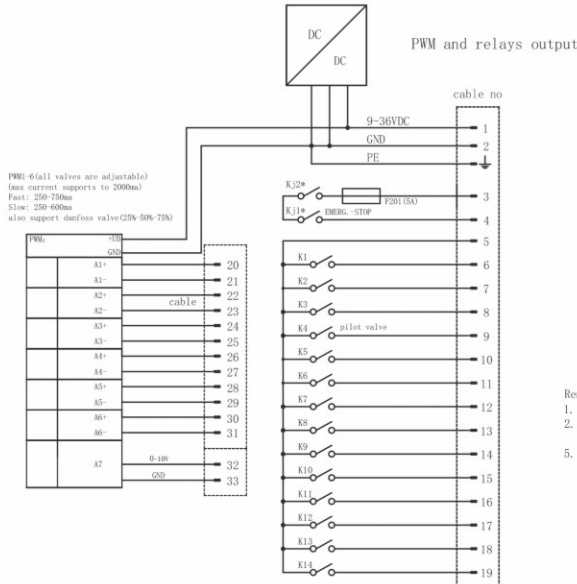 DC
DC
PWM and relays output
cable no
9-36VDC
1
GND
2
PE
PWM1-6(all valves are adjustable)
(max current supports to 2000ma)
Fast: 250-750ma
Slow: 250-600ma
also support danfoss valve(25%-50%-75%)
Kj2*
F201(5A)
3
Kj1*
EMERG.-STOP
4
5
PWM:
+UB
GND
A1+
20
A1-
21
A2+
22
A2-
cable
23
A3+
24
A3-
25
A4+
26
A4-
27
A5+
28
A5-
29
A6+
30
A6-
31
A7
0-10V
32
GND
33
K1
6
K2
7
K3
8
K4
pilot valve
9
K5
10
K6
11
K7
12
K8
13
K9
14
K10
15
K11
16
K12
17
K13
18
K14
19
1.
2.
5.